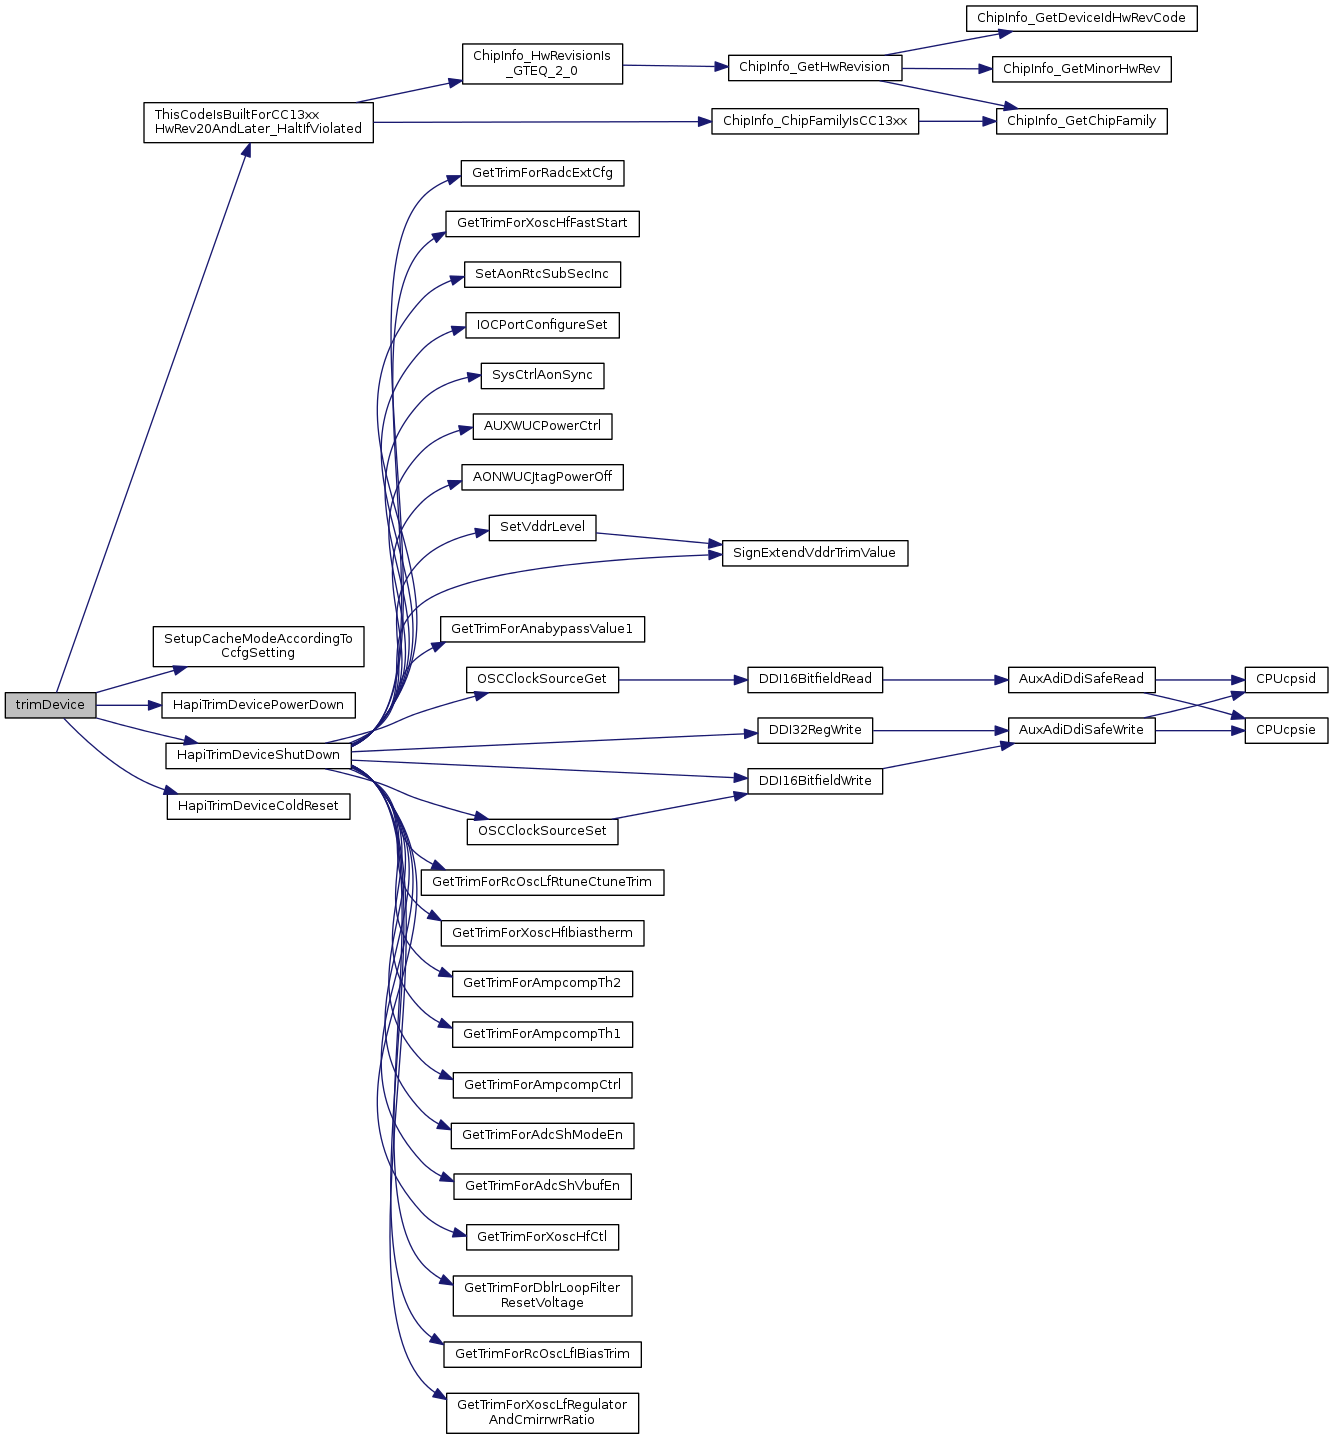 ChipInfo_GetDeviceIdHwRevCode
ChipInfo_HwRevisionIs
_GTEQ_2_0
ChipInfo_GetHwRevision
ChipInfo_GetMinorHwRev
ThisCodeIsBuiltForCC13xx
HwRev20AndLater_HaltIfViolated
ChipInfo_ChipFamilyIsCC13xx
ChipInfo_GetChipFamily
GetTrimForRadcExtCfg
GetTrimForXoscHfFastStart
SetAonRtcSubSecInc
IOCPortConfigureSet
SysCtrlAonSync
AUXWUCPowerCtrl
AONWUCJtagPowerOff
SetVddrLevel
SignExtendVddrTrimValue
GetTrimForAnabypassValue1
SetupCacheModeAccordingTo
CcfgSetting
OSCClockSourceGet
DDI16BitfieldRead
AuxAdiDdiSafeRead
CPUcpsid
trimDevice
HapiTrimDevicePowerDown
DDI32RegWrite
AuxAdiDdiSafeWrite
CPUcpsie
HapiTrimDeviceShutDown
DDI16BitfieldWrite
HapiTrimDeviceColdReset
OSCClockSourceSet
GetTrimForRcOscLfRtuneCtuneTrim
GetTrimForXoscHfIbiastherm
GetTrimForAmpcompTh2
GetTrimForAmpcompTh1
GetTrimForAmpcompCtrl
GetTrimForAdcShModeEn
GetTrimForAdcShVbufEn
GetTrimForXoscHfCtl
GetTrimForDblrLoopFilter
ResetVoltage
GetTrimForRcOscLfIBiasTrim
GetTrimForXoscLfRegulator
AndCmirrwrRatio